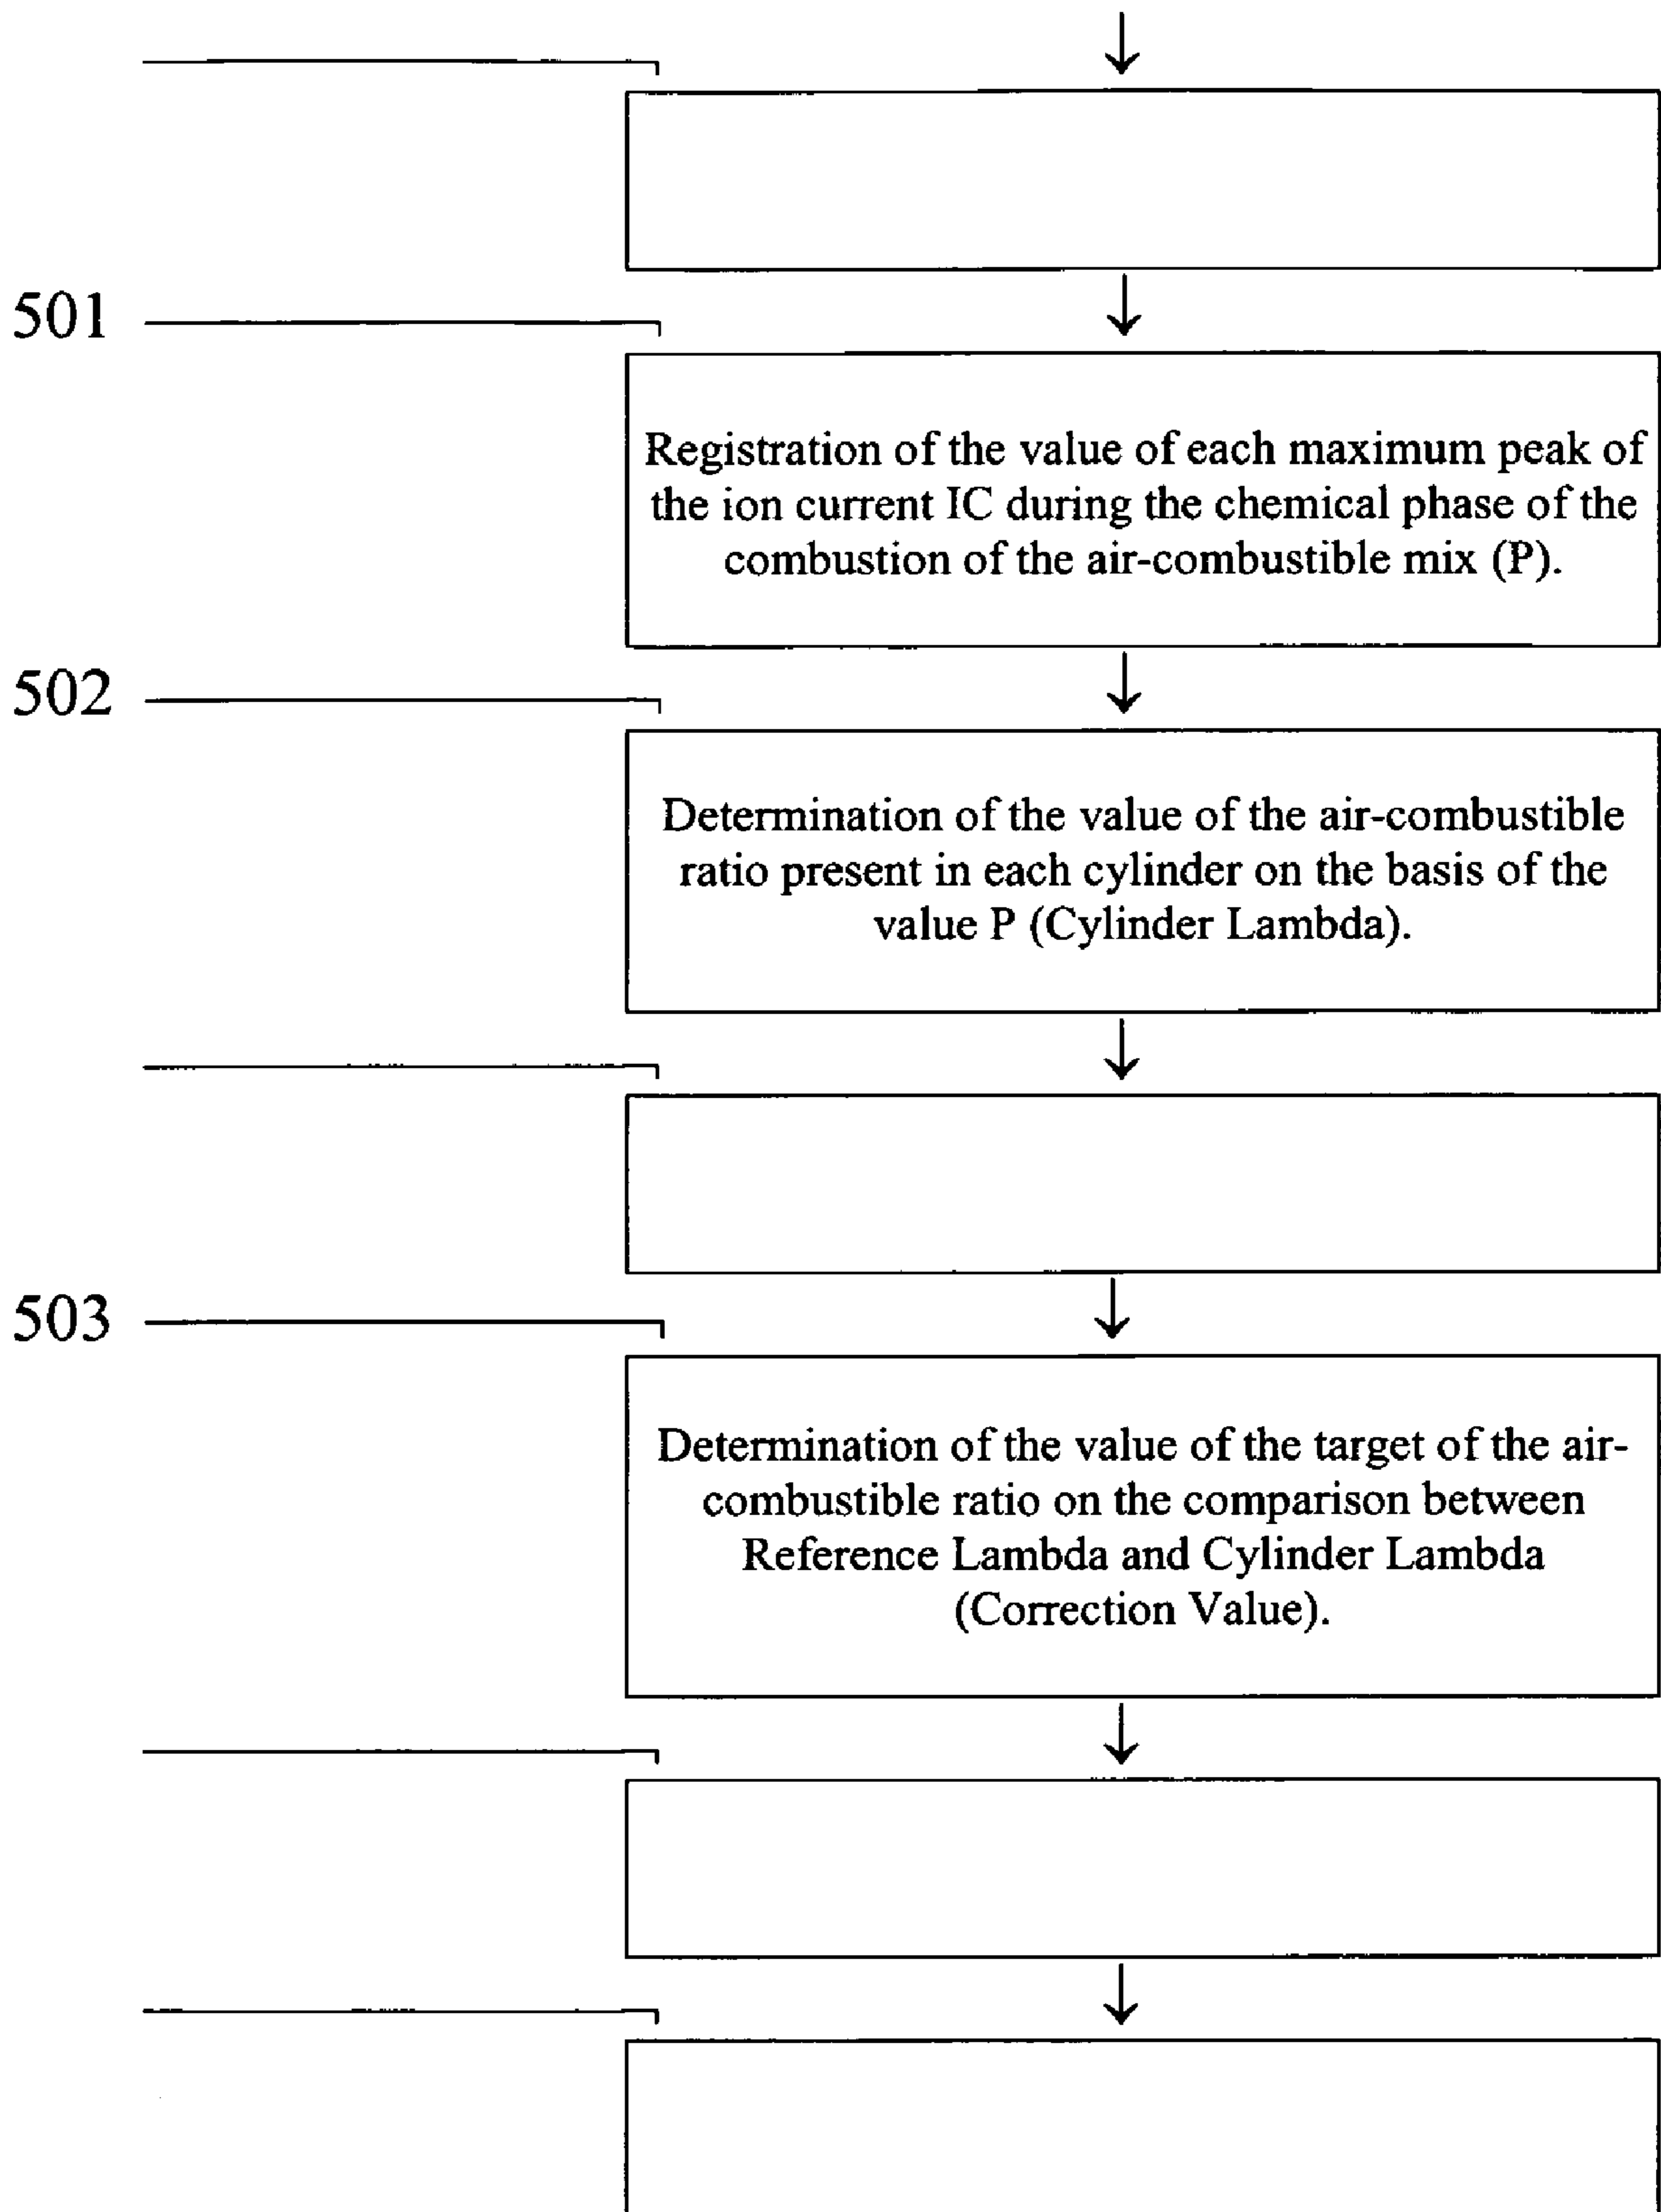 501
Registration of the value of each maximum peak of
the ion current IC during the chemical phase of the
combustion of the air-combustible mix (P).
502
Determination of the value of the air-combustible
ratio present in each cylinder on the basis of the
value P (Cylinder Lambda).
503
Determination of the value of the target of the air-
combustible ratio on the comparison between
Reference Lambda and Cylinder Lambda
(Correction Value).